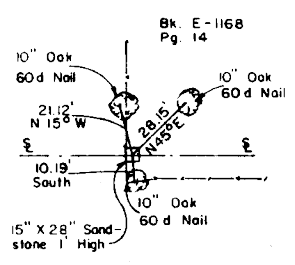 Bk. E-1168
Pg. 14
10" Oak
60d Nail
10" Oak
60d Nail
21.12'
N 15° W
28.15'
N45°E
10.19'
South
10" Oak
60d Nail
15" X 28" Sand-
stone 1' High